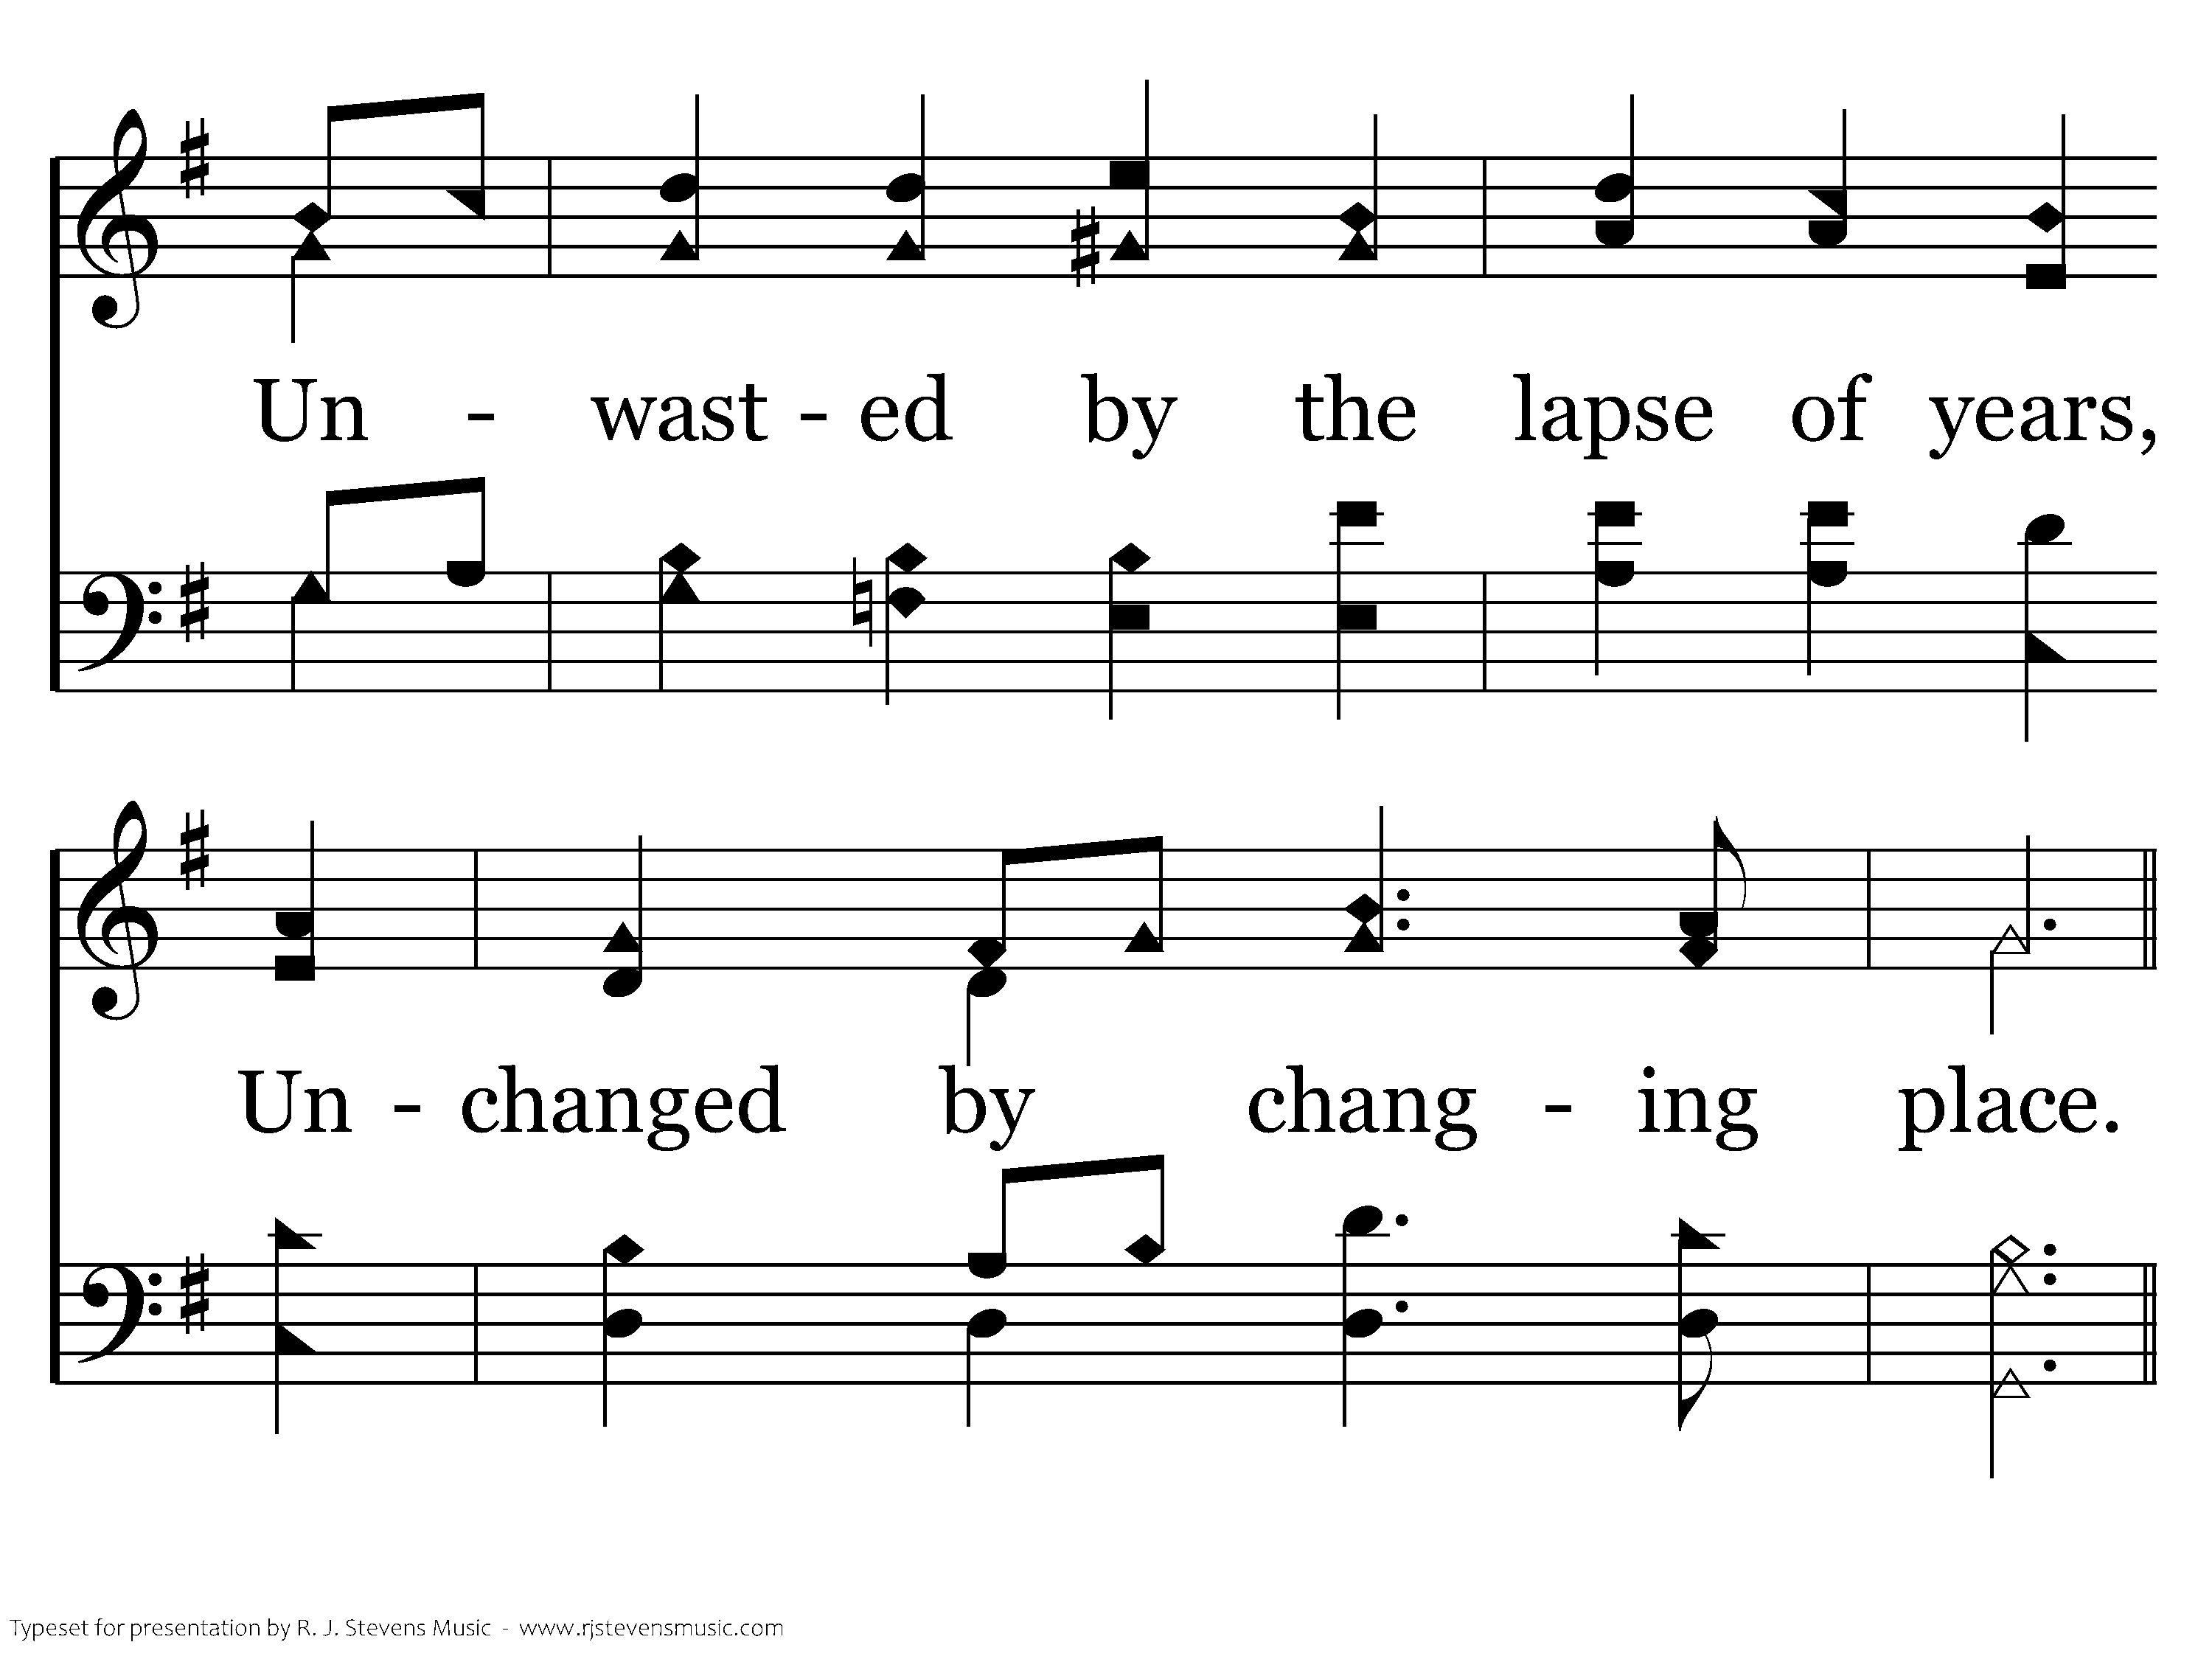 Un - wast - ed by the lapse of years,
Un - changed by chang - ing place.
Typeset for presentation by R. J. Stevens Music - www.rjstevensmusic.com